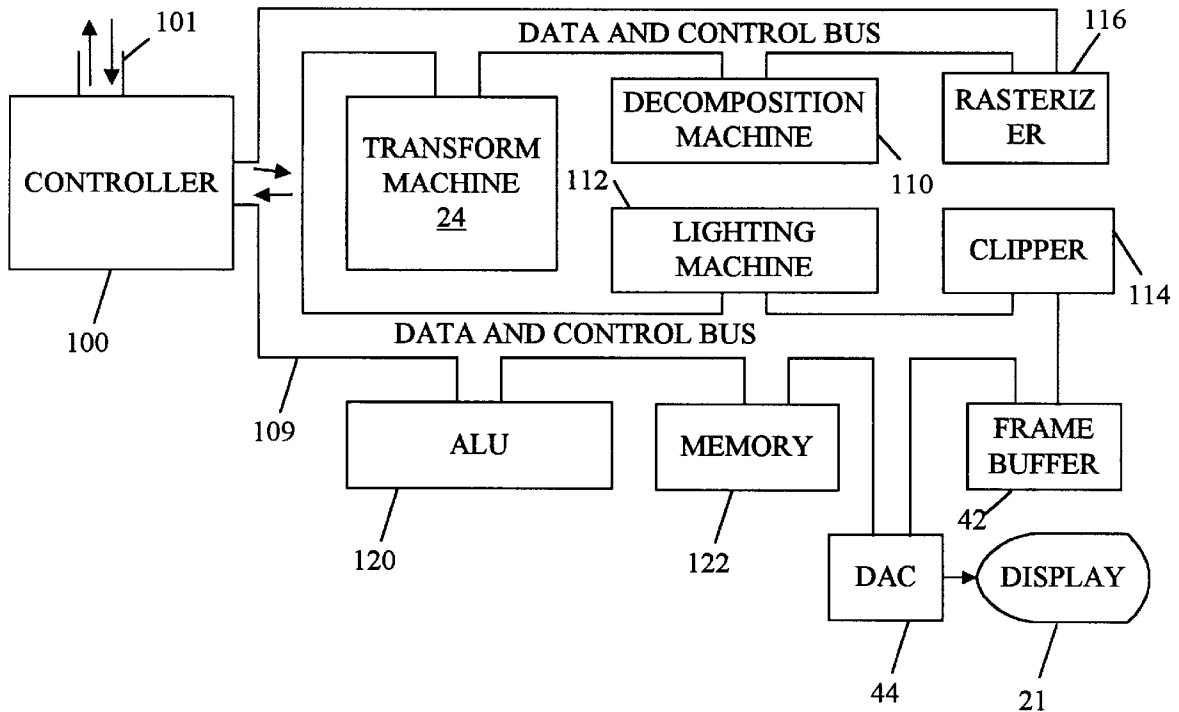 101
DATA AND CONTROL BUS
116
CONTROLLER
TRANSFORM
MACHINE
24
DECOMPOSITION
MACHINE
RASTERIZ
ER
112
110
LIGHTING
MACHINE
CLIPPER
114
100
DATA AND CONTROL BUS
109
ALU
MEMORY
FRAME
BUFFER
120
122
42
DAC
DISPLAY
44
21